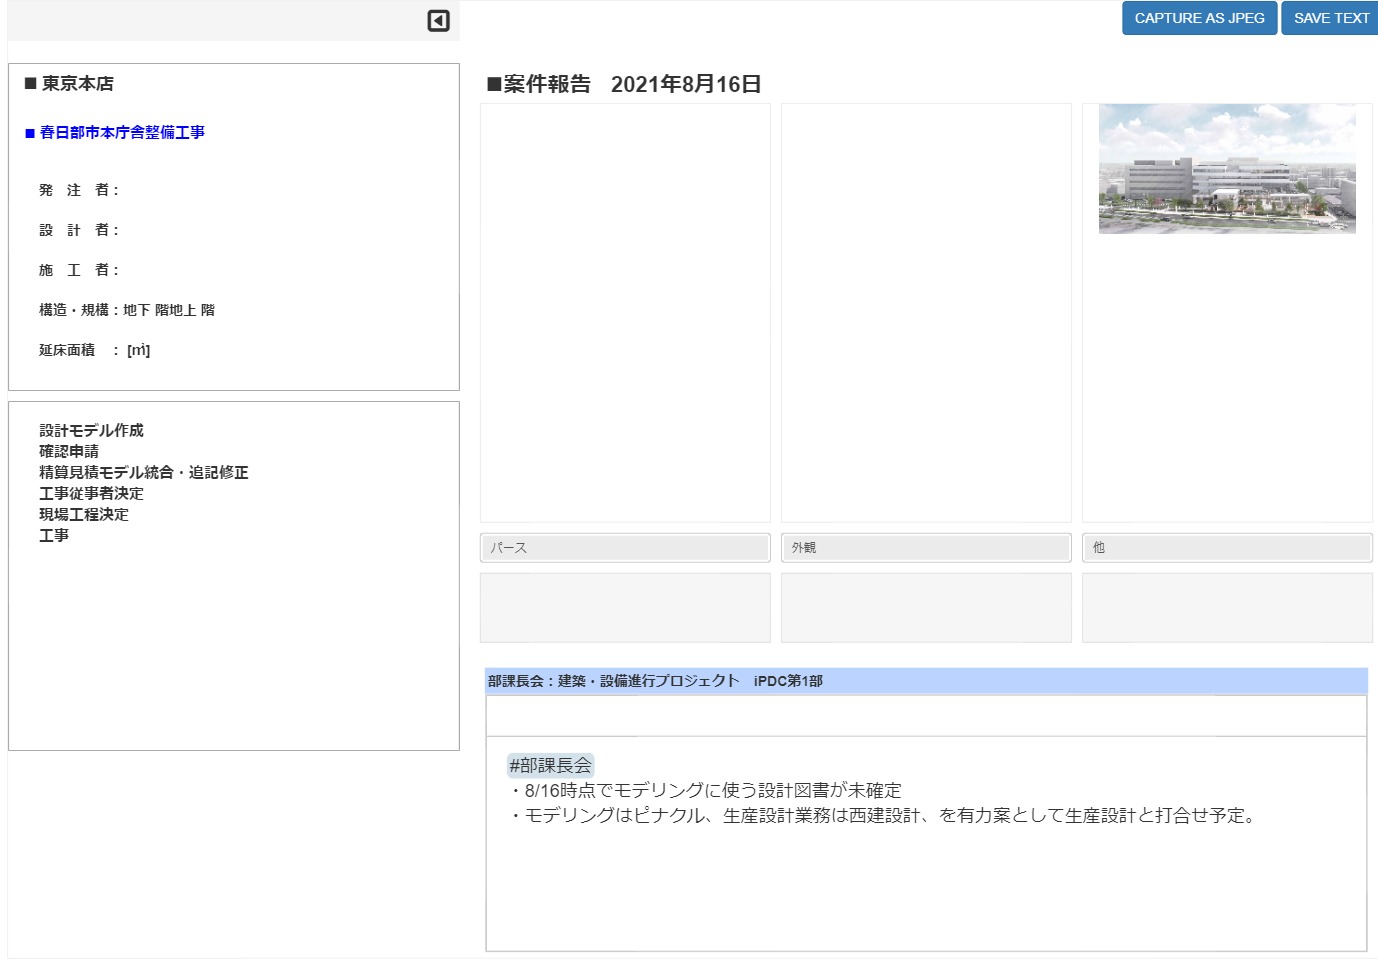 CAPTURE AS JPEG
SAVE TEXT
■ 東京本店
■ 春日部市本庁舎整備工事
発　注　者：
設　計　者：
施　工　者：
構造・規構：地下 階地上 階
延床面積　： [㎡]
設計モデル作成
確認申請
精算見積モデル統合・追記修正
工事従事者決定
現場工程決定
工事
■案件報告　2021年8月16日
パース
外観
他
部課長会：建築・設備進行プロジェクト　iPDC第1部
#部課長会
・8/16時点でモデリングに使う設計図書が未確定
・モデリングはピナクル、生産設計業務は西建設計、を有力案として生産設計と打合せ予定。